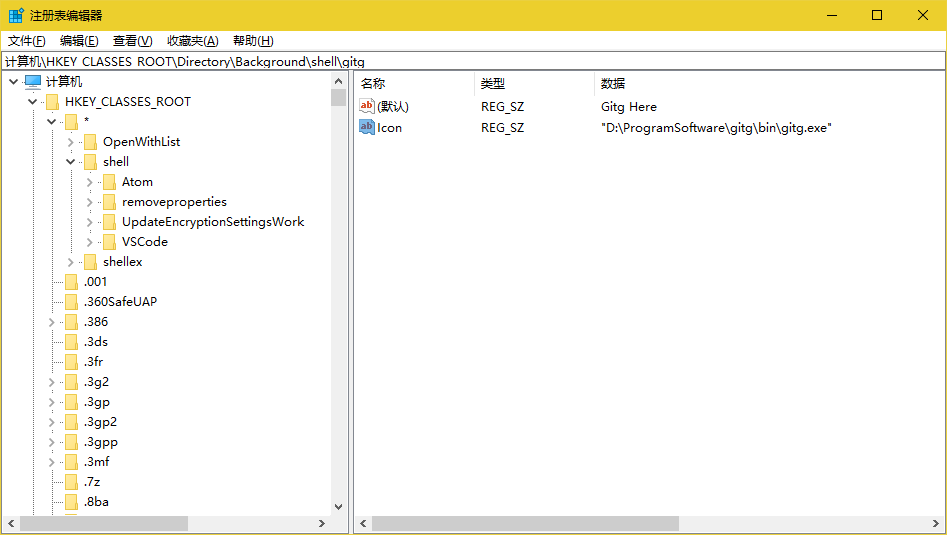 注册表编辑器
文件(F) 编辑(E) 查看(V) 收藏夹(A) 帮助(H)
计算机\HKEY_CLASSES_ROOT\Directory\Background\shell\gitg
计算机
HKEY_CLASSES_ROOT
*
OpenWithList
shell
Atom
removeproperties
UpdateEncryptionSettingsWork
VSCode
shellex
.001
.360SafeUAP
.386
.3ds
.3fr
.3g2
.3gp
.3gp2
.3gpp
.3mf
.7z
.8ba
名称 类型 数据
ab (默认) REG_SZ Gitg Here
ab Icon REG_SZ "D:\ProgramSoftware\gitg\bin\gitg.exe"